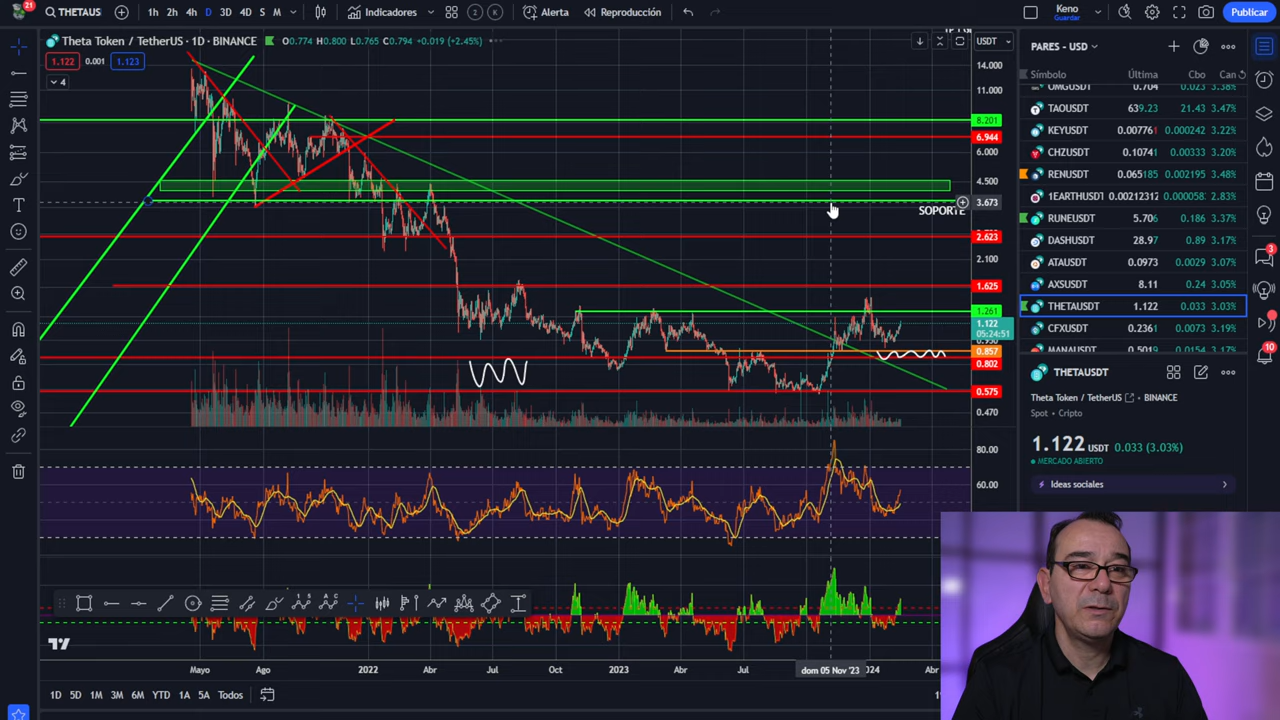 21
THETAUS
1h 2h 4h D 3D 4D S M
Indicadores
2 K
Alerta
Reproducción
Keno
Guardar
Publicar
Theta Token / TetherUS · 1D · BINANCE
O0.774 H0.800 L0.765 C0.794 +0.019 (+2.45%)
1.122 0.001 1.123
4
USDT
14.000
11.000
8.201
6.944
6.000
4.500
3.673
SOPORTE
2.623
2.100
1.625
1.261
1.122
05:24:51
0.857
0.802
0.575
0.470
80.00
60.00
Mayo Ago 2022 Abr Jul Oct 2023 Abr Jul dom 05 Nov '23 2024 Abr
1D 5D 1M 3M 6M YTD 1A 5A Todos
PARES - USD
Símbolo Última Cbo Can
OMGUSDT 0.704 0.023 3.38%
TAOUSDT 639.23 21.43 3.47%
KEYUSDT 0.007761 0.000242 3.22%
CHZUSDT 0.10741 0.00333 3.20%
RENUSDT 0.065185 0.002195 3.48%
1EARTHUSDT 0.0212312 0.000058 2.83%
RUNEUSDT 5.706 0.186 3.37%
DASHUSDT 28.97 0.89 3.17%
ATAUSDT 0.0973 0.0029 3.07%
AXSUSDT 8.11 0.24 3.05%
THETAUSDT 1.122 0.033 3.03%
CFXUSDT 0.2361 0.0073 3.19%
MANAUSDT 0.5019 0.0154 3.17%
THETAUSDT
Theta Token / TetherUS BINANCE
Spot • Cripto
1.122 USDT 0.033 (3.03%)
MERCADO ABIERTO
Ideas sociales
3
10